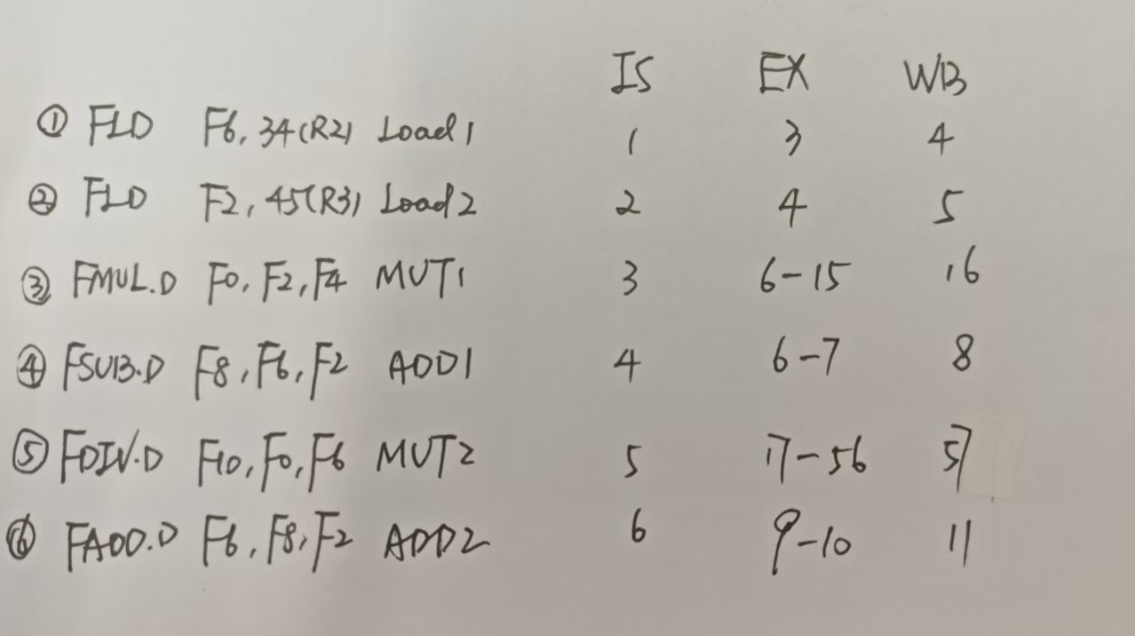 IS EX WB
① FLD F6, 34(R2) Load1 1 3 4
② FLD F2, 45(R3) Load2 2 4 5
③ FMUL.D F0, F2, F4 MUT1 3 6-15 16
④ FSUB.D F8, F6, F2 ADD1 4 6-7 8
⑤ FDIV.D F10, F0, F6 MUT2 5 17-56 57
⑥ FADD.D F6, F8, F2 ADD2 6 9-10 11